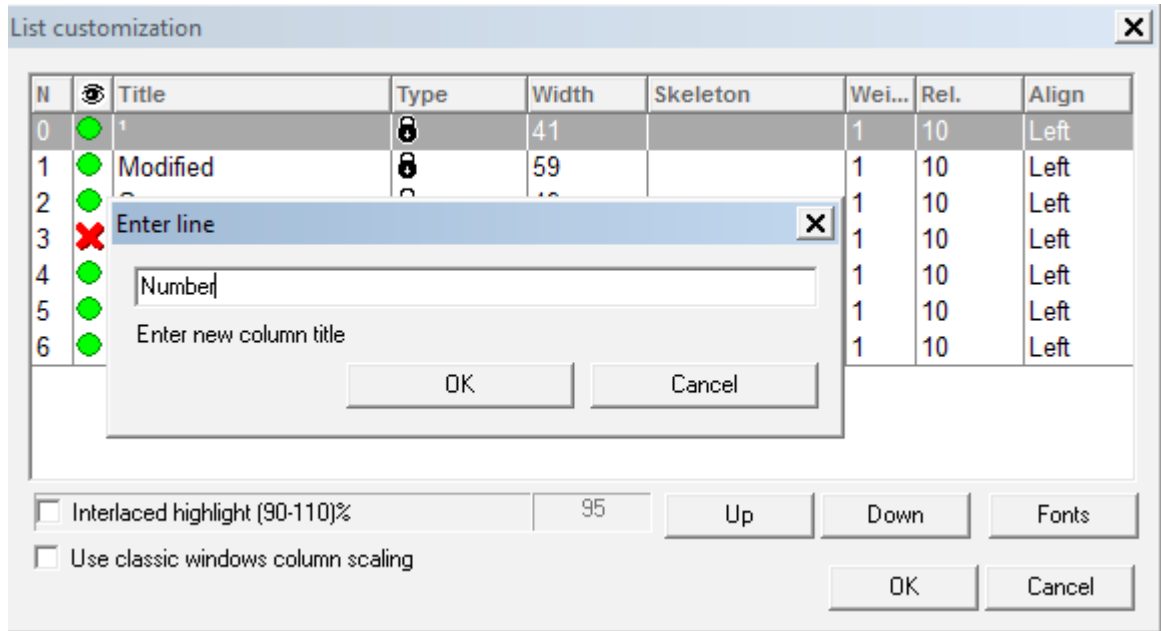 List customization
N Title Type Width Skeleton Wei... Rel. Align
0 ¹ 41 1 10 Left
1 Modified 59 1 10 Left
2 1 10 Left
3 1 10 Left
4 1 10 Left
5 1 10 Left
6 1 10 Left
Enter line
Number
Enter new column title
OK Cancel
Interlaced highlight (90-110)% 95 Up Down Fonts
Use classic windows column scaling
OK Cancel